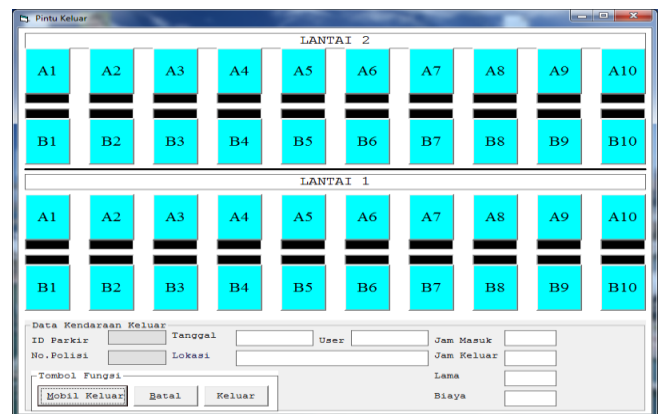 Pintu Keluar
LANTAI 2
A1 A2 A3 A4 A5 A6 A7 A8 A9 A10
B1 B2 B3 B4 B5 B6 B7 B8 B9 B10
LANTAI 1
A1 A2 A3 A4 A5 A6 A7 A8 A9 A10
B1 B2 B3 B4 B5 B6 B7 B8 B9 B10
Data Kendaraan Keluar
ID Parkir Tanggal User Jam Masuk
No.Polisi Lokasi Jam Keluar
Tombol Fungsi Lama
Mobil Keluar Batal Keluar Biaya